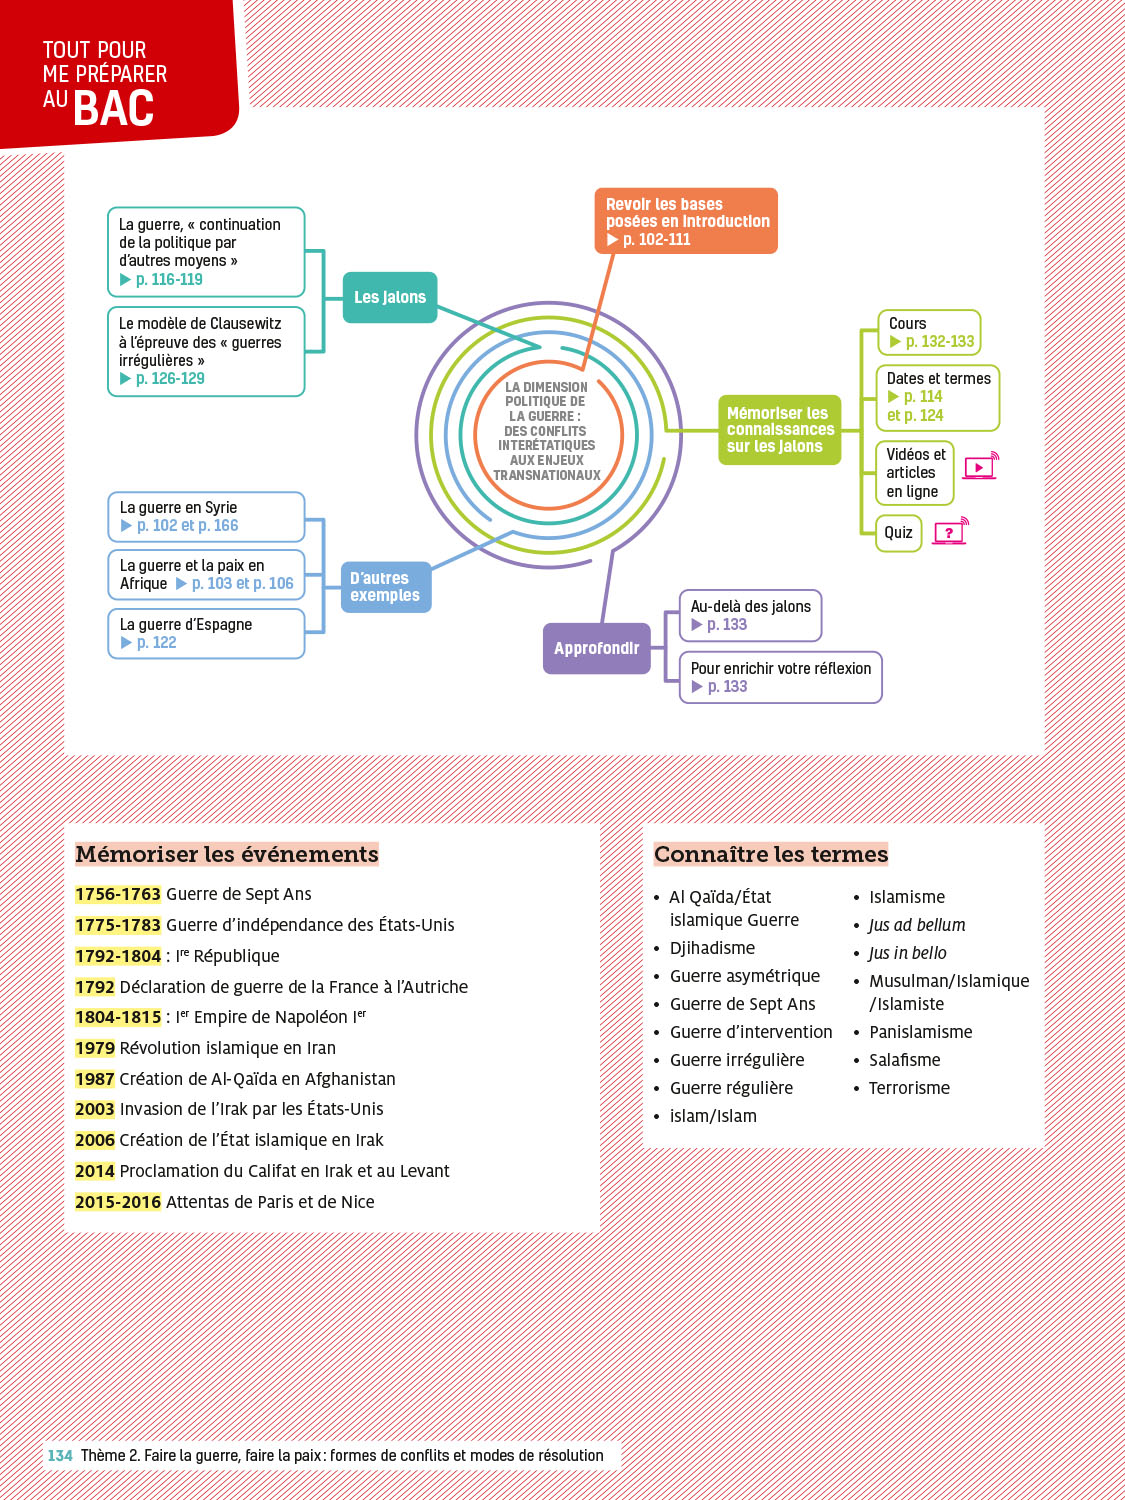 TOUT POUR
ME PRÉPARER
AU BAC
La guerre, « continuation
de la politique par
d'autres moyens »
▶ p. 116-119
Le modèle de Clausewitz
à l'épreuve des « guerres
irrégulières »
▶ p. 126-129
Les jalons
Revoir les bases
posées en introduction
▶ p. 102-111
LA DIMENSION
POLITIQUE DE
LA GUERRE :
DES CONFLITS
INTERÉTATIQUES
AUX ENJEUX
TRANSNATIONAUX
Mémoriser les
connaissances
sur les jalons
Cours
▶ p. 132-133
Dates et termes
▶ p. 114
et p. 124
Vidéos et
articles
en ligne
Quiz
?
La guerre en Syrie
▶ p. 102 et p. 166
La guerre et la paix en
Afrique ▶ p. 103 et p. 106
La guerre d'Espagne
▶ p. 122
D'autres
exemples
Approfondir
Au-delà des jalons
▶ p. 133
Pour enrichir votre réflexion
▶ p. 133
Mémoriser les événements
1756-1763 Guerre de Sept Ans
1775-1783 Guerre d'indépendance des États-Unis
1792-1804 : Ire République
1792 Déclaration de guerre de la France à l'Autriche
1804-1815 : Ier Empire de Napoléon Ier
1979 Révolution islamique en Iran
1987 Création de Al-Qaïda en Afghanistan
2003 Invasion de l'Irak par les États-Unis
2006 Création de l'État islamique en Irak
2014 Proclamation du Califat en Irak et au Levant
2015-2016 Attentas de Paris et de Nice
Connaître les termes
• Al Qaïda/État
islamique Guerre
• Djihadisme
• Guerre asymétrique
• Guerre de Sept Ans
• Guerre d'intervention
• Guerre irrégulière
• Guerre régulière
• islam/Islam
• Islamisme
• Jus ad bellum
• Jus in bello
• Musulman/Islamique
/Islamiste
• Panislamisme
• Salafisme
• Terrorisme
134 Thème 2. Faire la guerre, faire la paix : formes de conflits et modes de résolution